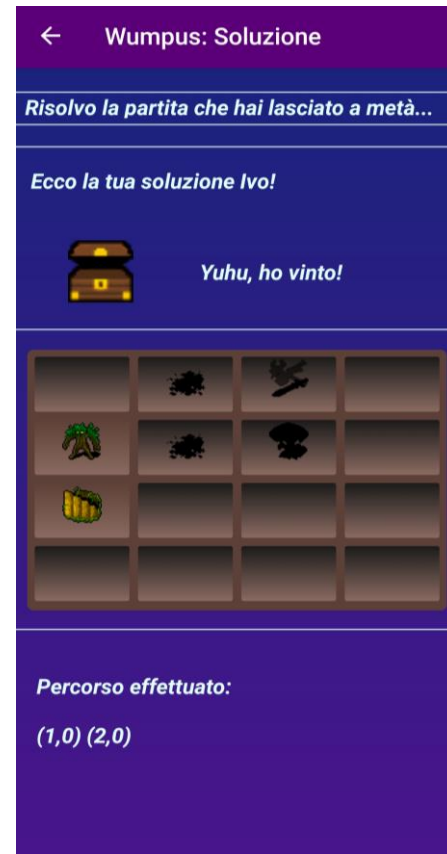 Wumpus: Soluzione
Risolvo la partita che hai lasciato a metà...
Ecco la tua soluzione Ivo!
Yuhu, ho vinto!
Percorso effettuato:
(1,0) (2,0)